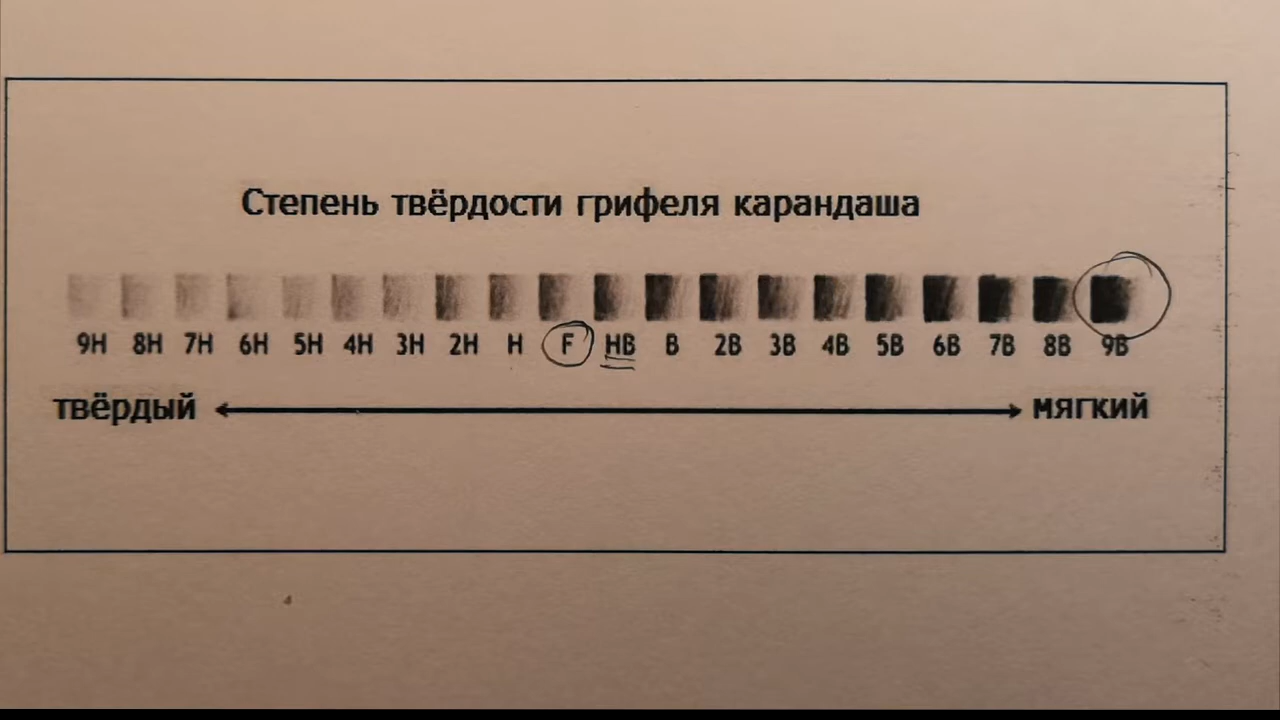 Степень твёрдости грифеля карандаша
9H 8H 7H 6H 5H 4H 3H 2H H F HB B 2B 3B 4B 5B 6B 7B 8B 9B
твёрдый мягкий